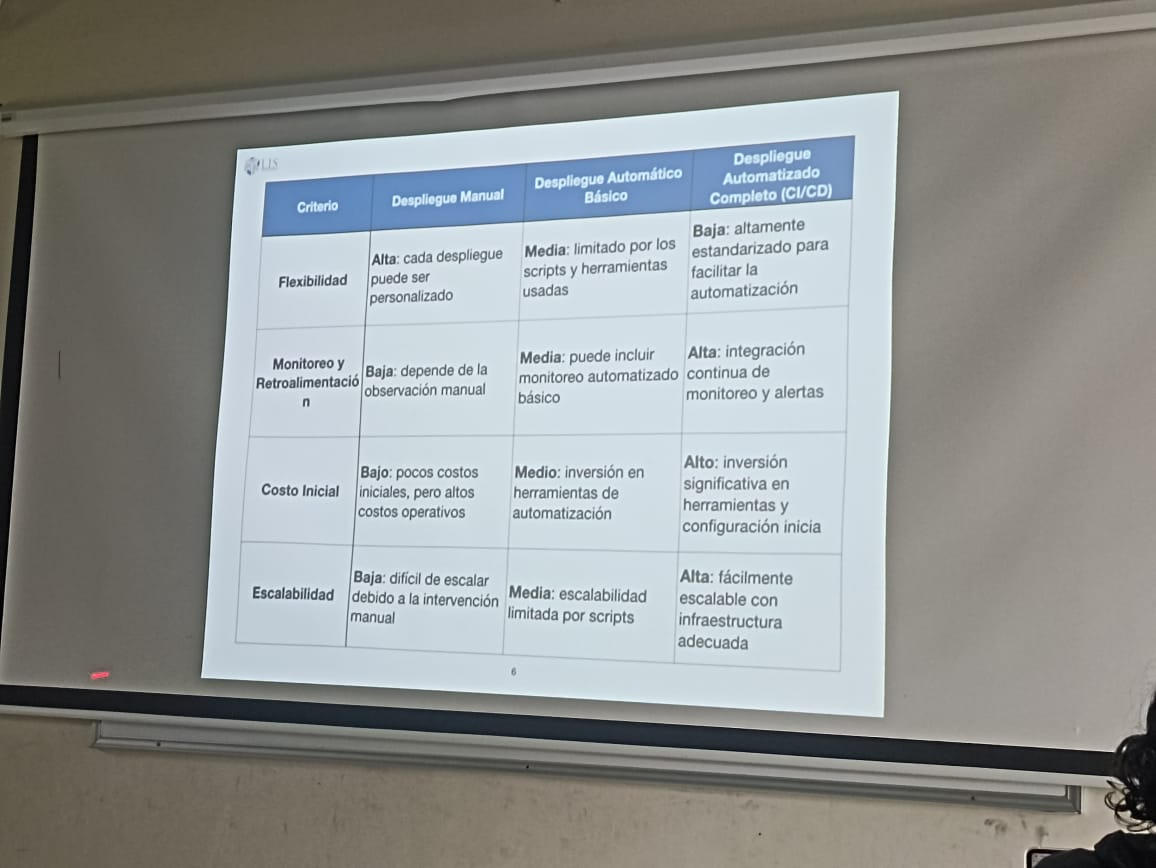 LIS
Criterio
Despliegue Manual
Despliegue Automático
Básico
Despliegue
Automatizado
Completo (CI/CD)
Flexibilidad
Alta: cada despliegue
puede ser
personalizado
Media: limitado por los
scripts y herramientas
usadas
Baja: altamente
estandarizado para
facilitar la
automatización
Monitoreo y
Retroalimentació
n
Baja: depende de la
observación manual
Media: puede incluir
monitoreo automatizado
básico
Alta: integración
continua de
monitoreo y alertas
Costo Inicial
Bajo: pocos costos
iniciales, pero altos
costos operativos
Medio: inversión en
herramientas de
automatización
Alto: inversión
significativa en
herramientas y
configuración inicia
Escalabilidad
Baja: difícil de escalar
debido a la intervención
manual
Media: escalabilidad
limitada por scripts
Alta: fácilmente
escalable con
infraestructura
adecuada
6